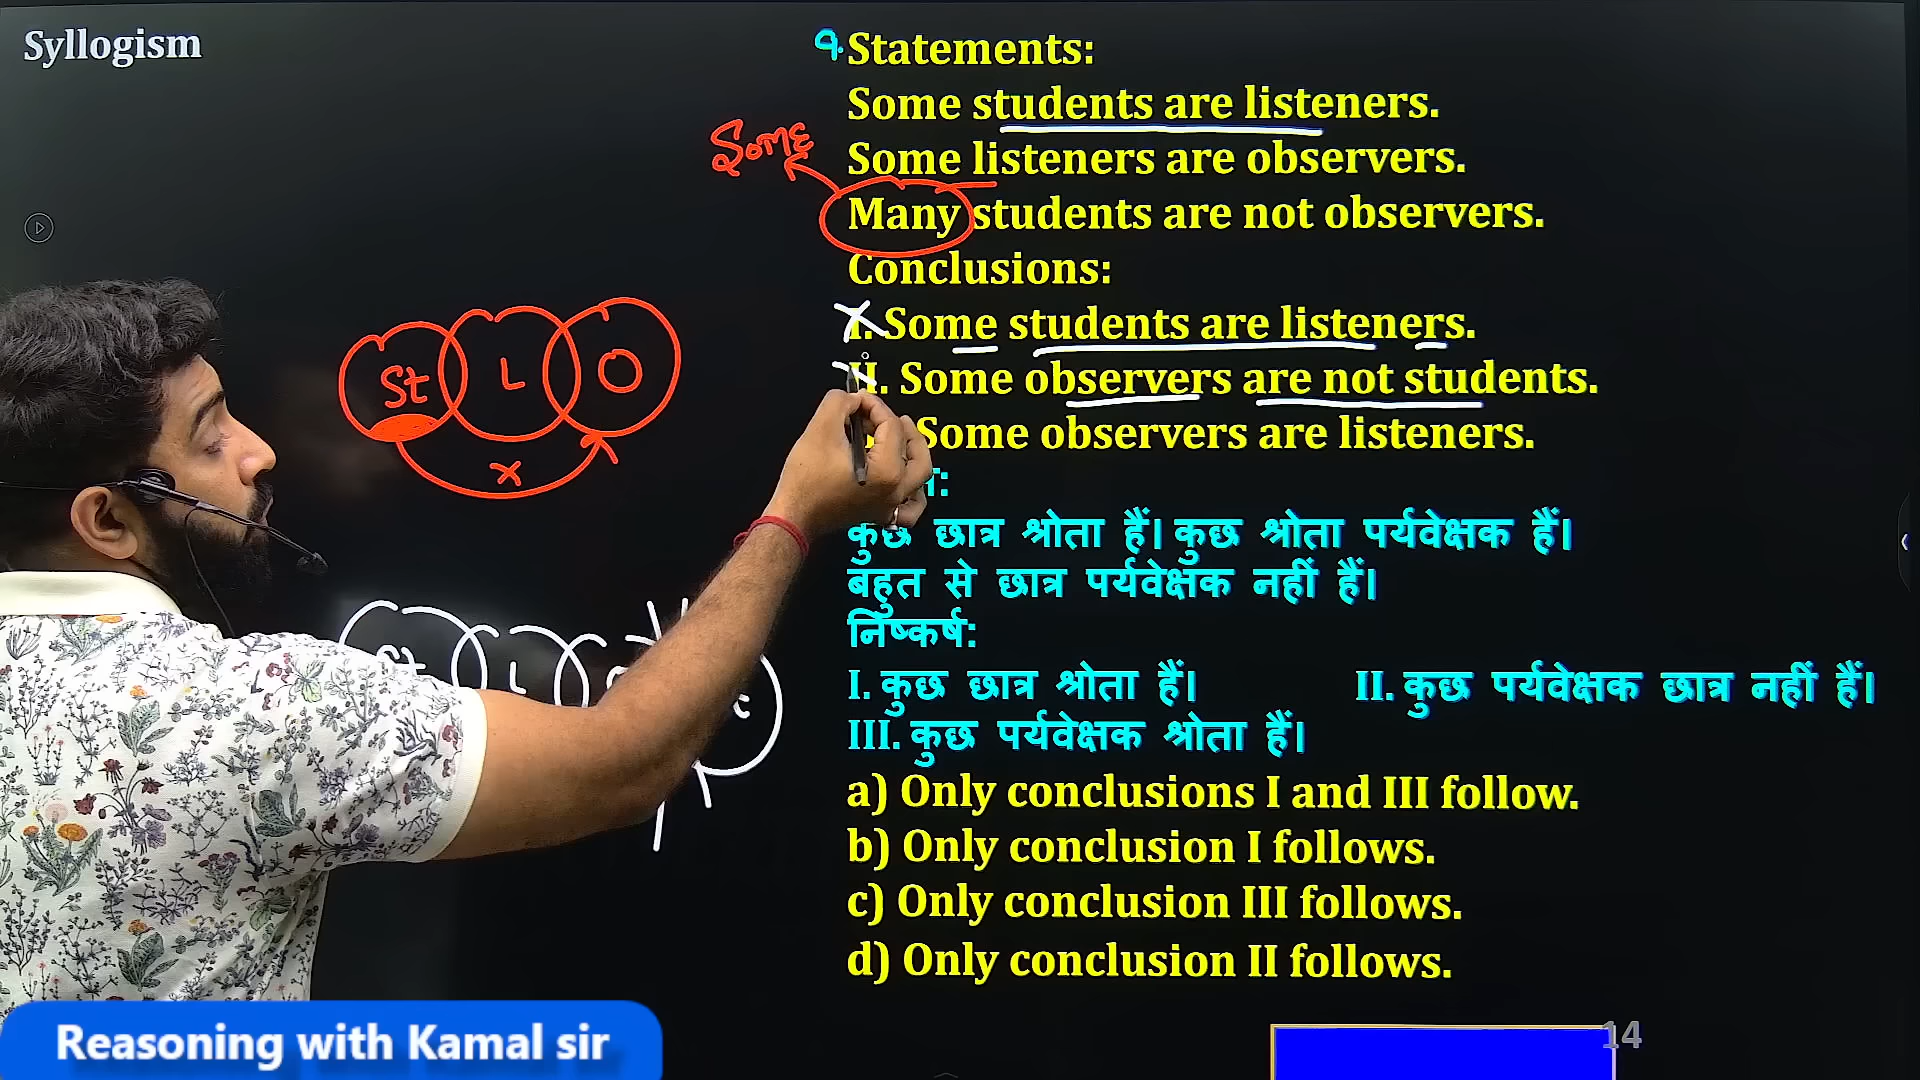 Syllogism
9. Statements:
Some students are listeners.
Some
Some listeners are observers.
Many students are not observers.
Conclusions:
I. Some students are listeners.
II. Some observers are not students.
Some observers are listeners.
St L O
x
कुछ छात्र श्रोता हैं। कुछ श्रोता पर्यवेक्षक हैं।
बहुत से छात्र पर्यवेक्षक नहीं हैं।
निष्कर्ष:
St L
I. कुछ छात्र श्रोता हैं। II. कुछ पर्यवेक्षक छात्र नहीं हैं।
III. कुछ पर्यवेक्षक श्रोता हैं।
a) Only conclusions I and III follow.
b) Only conclusion I follows.
c) Only conclusion III follows.
d) Only conclusion II follows.
Reasoning with Kamal sir
14